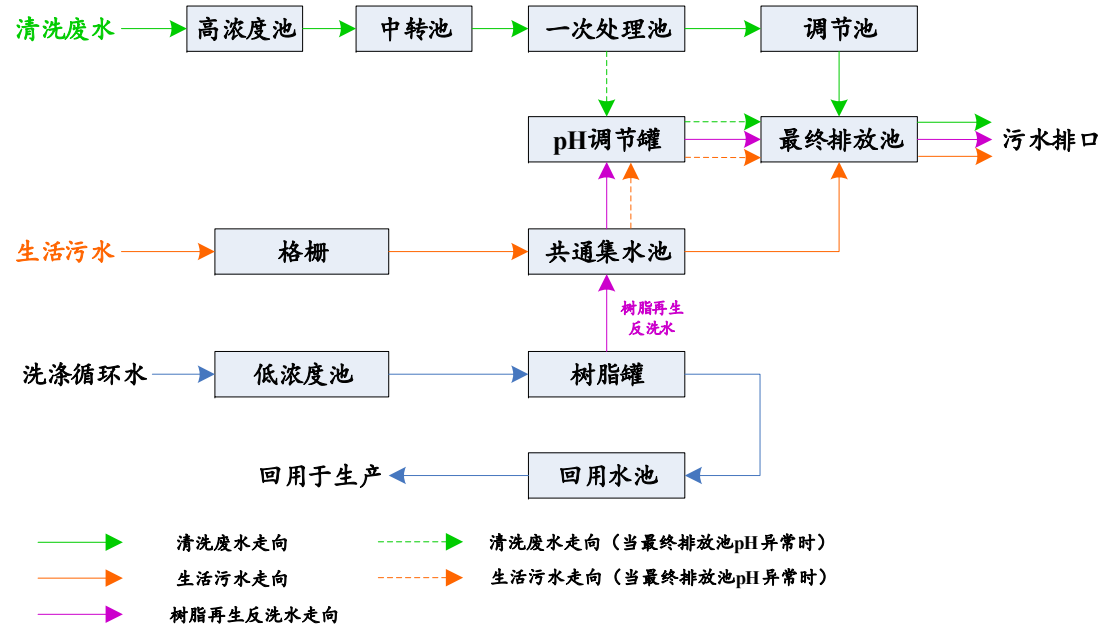 清洗废水
高浓度池
中转池
一次处理池
调节池
pH调节罐
最终排放池
污水排口
生活污水
格栅
共通集水池
树脂再生
反洗水
洗涤循环水
低浓度池
树脂罐
回用于生产
回用水池
清洗废水走向
清洗废水走向（当最终排放池pH异常时）
生活污水走向
生活污水走向（当最终排放池pH异常时）
树脂再生反洗水走向